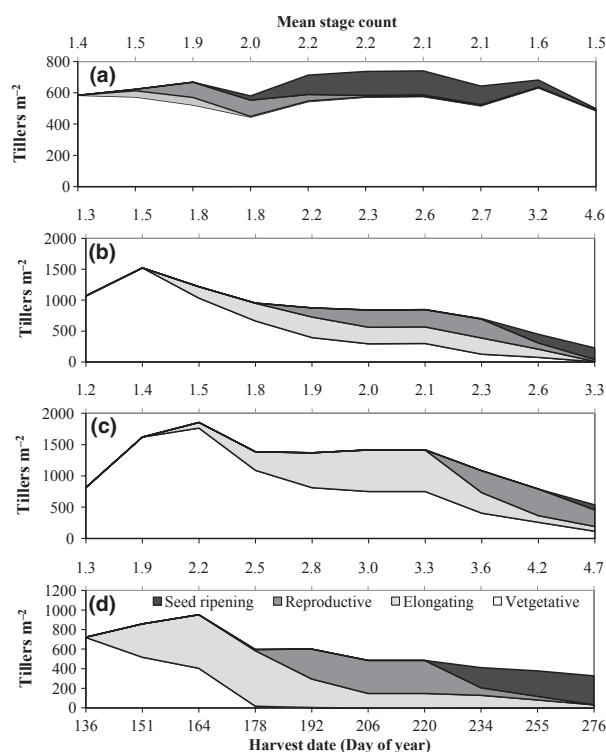 Mean stage count
1.4 1.5 1.9 2.0 2.2 2.2 2.1 2.1 1.6 1.5
800
(a)
600
400
200
0
Tillers m⁻²
1.3 1.5 1.8 1.8 2.2 2.3 2.6 2.7 3.2 4.6
2000
(b)
1500
1000
500
0
Tillers m⁻²
1.2 1.4 1.5 1.8 1.9 2.0 2.1 2.3 2.6 3.3
2000
(c)
1500
1000
500
0
Tillers m⁻²
1.3 1.9 2.2 2.5 2.8 3.0 3.3 3.6 4.2 4.7
1200
(d)
Seed ripening Reproductive Elongating Vetgetative
1000
800
600
400
200
0
Tillers m⁻²
136 151 164 178 192 206 220 234 255 276
Harvest date (Day of year)